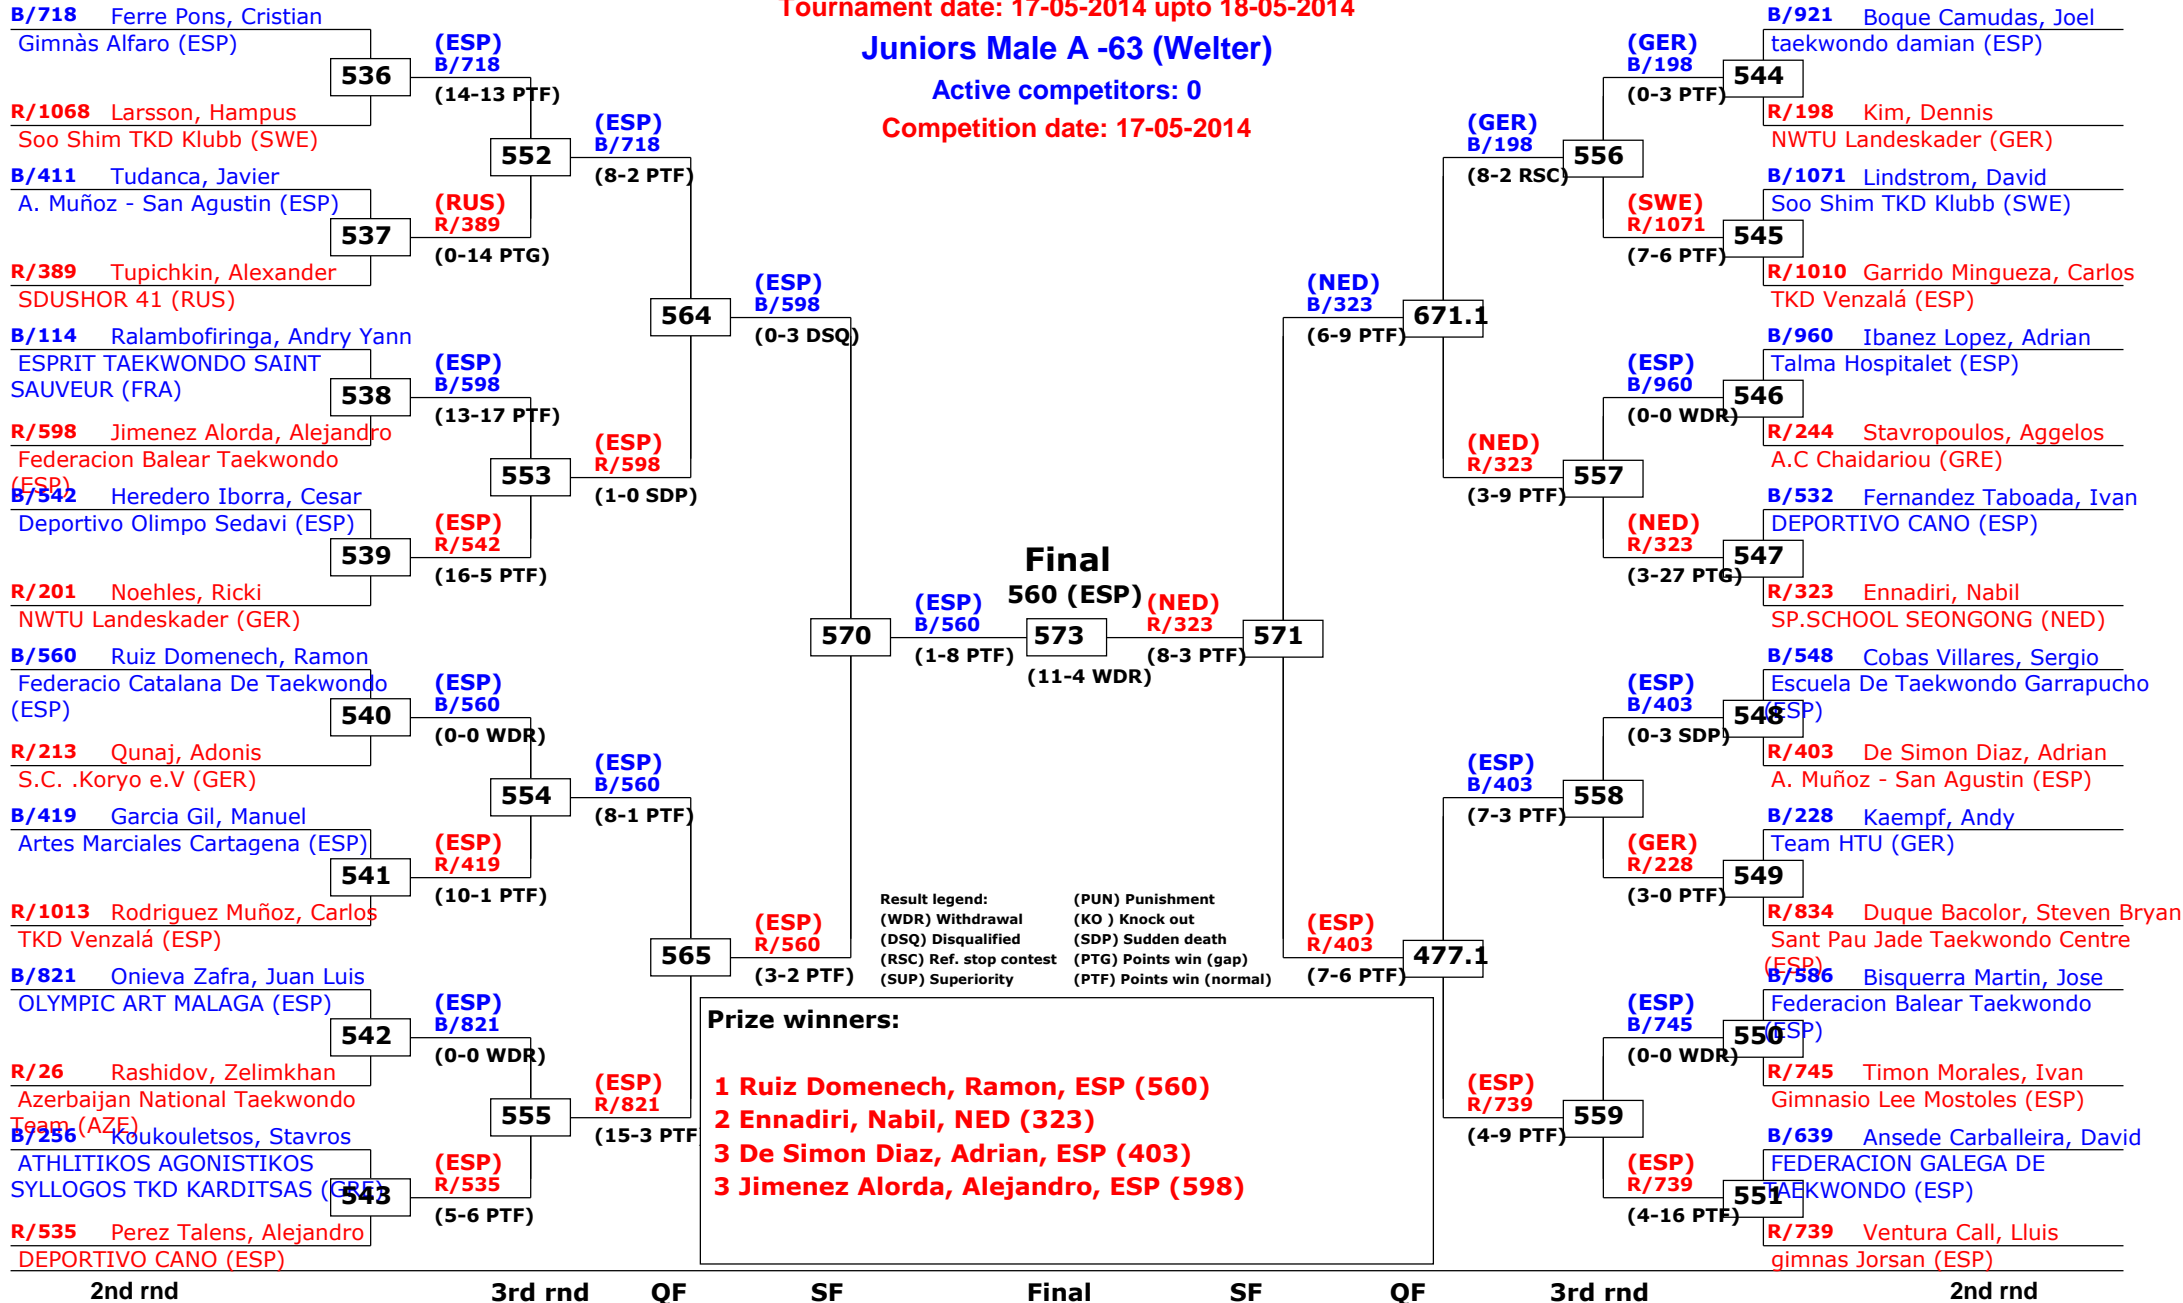 Tournament date: 17-05-2014 upto 18-05-2014
Juniors Male A -63 (Welter)
Active competitors: 0
Competition date: 17-05-2014
B/718 Ferre Pons, Cristian
Gimnàs Alfaro (ESP)
536
R/1068 Larsson, Hampus
Soo Shim TKD Klubb (SWE)
B/411 Tudanca, Javier
A. Muñoz - San Agustin (ESP)
537
R/389 Tupichkin, Alexander
SDUSHOR 41 (RUS)
B/114 Ralambofiringa, Andry Yann
ESPRIT TAEKWONDO SAINT
SAUVEUR (FRA)
538
R/598 Jimenez Alorda, Alejandro
Federacion Balear Taekwondo
(ESP)
B/542 Heredero Iborra, Cesar
Deportivo Olimpo Sedavi (ESP)
539
R/201 Noehles, Ricki
NWTU Landeskader (GER)
B/560 Ruiz Domenech, Ramon
Federacio Catalana De Taekwondo
(ESP)
540
R/213 Qunaj, Adonis
S.C. .Koryo e.V (GER)
B/419 Garcia Gil, Manuel
Artes Marciales Cartagena (ESP)
541
R/1013 Rodriguez Muñoz, Carlos
TKD Venzalá (ESP)
B/821 Onieva Zafra, Juan Luis
OLYMPIC ART MALAGA (ESP)
542
R/26 Rashidov, Zelimkhan
Azerbaijan National Taekwondo
Team (AZE)
B/256 Koukouletsos, Stavros
ATHLITIKOS AGONISTIKOS
SYLLOGOS TKD KARDITSAS (GRE)
543
R/535 Perez Talens, Alejandro
DEPORTIVO CANO (ESP)
(ESP)
B/718
(14-13 PTF)
552
(RUS)
R/389
(0-14 PTG)
(ESP)
B/598
(13-17 PTF)
553
(ESP)
R/542
(16-5 PTF)
(ESP)
B/560
(0-0 WDR)
554
(ESP)
R/419
(10-1 PTF)
(ESP)
B/821
(0-0 WDR)
555
(ESP)
R/535
(5-6 PTF)
(ESP)
B/718
(8-2 PTF)
564
(ESP)
R/598
(1-0 SDP)
(ESP)
B/560
(8-1 PTF)
565
(ESP)
R/821
(15-3 PTF
(ESP)
B/598
(0-3 DSQ)
570
(ESP)
R/560
(3-2 PTF)
(ESP)
B/560
(1-8 PTF)
Final
560 (ESP)
573
(11-4 WDR)
(NED)
R/323
(8-3 PTF)
571
(NED)
B/323
(6-9 PTF)
671.1
(ESP)
R/403
(7-6 PTF)
477.1
(GER)
B/198
(8-2 RSC)
556
(NED)
R/323
(3-9 PTF)
557
(ESP)
B/403
(7-3 PTF)
558
(ESP)
R/739
(4-9 PTF)
559
(GER)
B/198
(0-3 PTF)
(SWE)
R/1071
(7-6 PTF)
(ESP)
B/960
(0-0 WDR)
(NED)
R/323
(3-27 PTG)
(ESP)
B/403
(0-3 SDP)
(GER)
R/228
(3-0 PTF)
(ESP)
B/745
(0-0 WDR)
(ESP)
R/739
(4-16 PTF)
B/921 Boque Camudas, Joel
taekwondo damian (ESP)
544
R/198 Kim, Dennis
NWTU Landeskader (GER)
B/1071 Lindstrom, David
Soo Shim TKD Klubb (SWE)
545
R/1010 Garrido Mingueza, Carlos
TKD Venzalá (ESP)
B/960 Ibanez Lopez, Adrian
Talma Hospitalet (ESP)
546
R/244 Stavropoulos, Aggelos
A.C Chaidariou (GRE)
B/532 Fernandez Taboada, Ivan
DEPORTIVO CANO (ESP)
547
R/323 Ennadiri, Nabil
SP.SCHOOL SEONGONG (NED)
B/548 Cobas Villares, Sergio
Escuela De Taekwondo Garrapucho
(ESP)
548
R/403 De Simon Diaz, Adrian
A. Muñoz - San Agustin (ESP)
B/228 Kaempf, Andy
Team HTU (GER)
549
R/834 Duque Bacolor, Steven Bryan
Sant Pau Jade Taekwondo Centre
(ESP)
B/586 Bisquerra Martin, Jose
Federacion Balear Taekwondo
(ESP)
550
R/745 Timon Morales, Ivan
Gimnasio Lee Mostoles (ESP)
B/639 Ansede Carballeira, David
FEDERACION GALEGA DE
TAEKWONDO (ESP)
551
R/739 Ventura Call, Lluis
gimnas Jorsan (ESP)
Result legend:
(WDR) Withdrawal
(DSQ) Disqualified
(RSC) Ref. stop contest
(SUP) Superiority
(PUN) Punishment
(KO ) Knock out
(SDP) Sudden death
(PTG) Points win (gap)
(PTF) Points win (normal)
Prize winners:
1 Ruiz Domenech, Ramon, ESP (560)
2 Ennadiri, Nabil, NED (323)
3 De Simon Diaz, Adrian, ESP (403)
3 Jimenez Alorda, Alejandro, ESP (598)
2nd rnd 3rd rnd QF SF Final SF QF 3rd rnd 2nd rnd